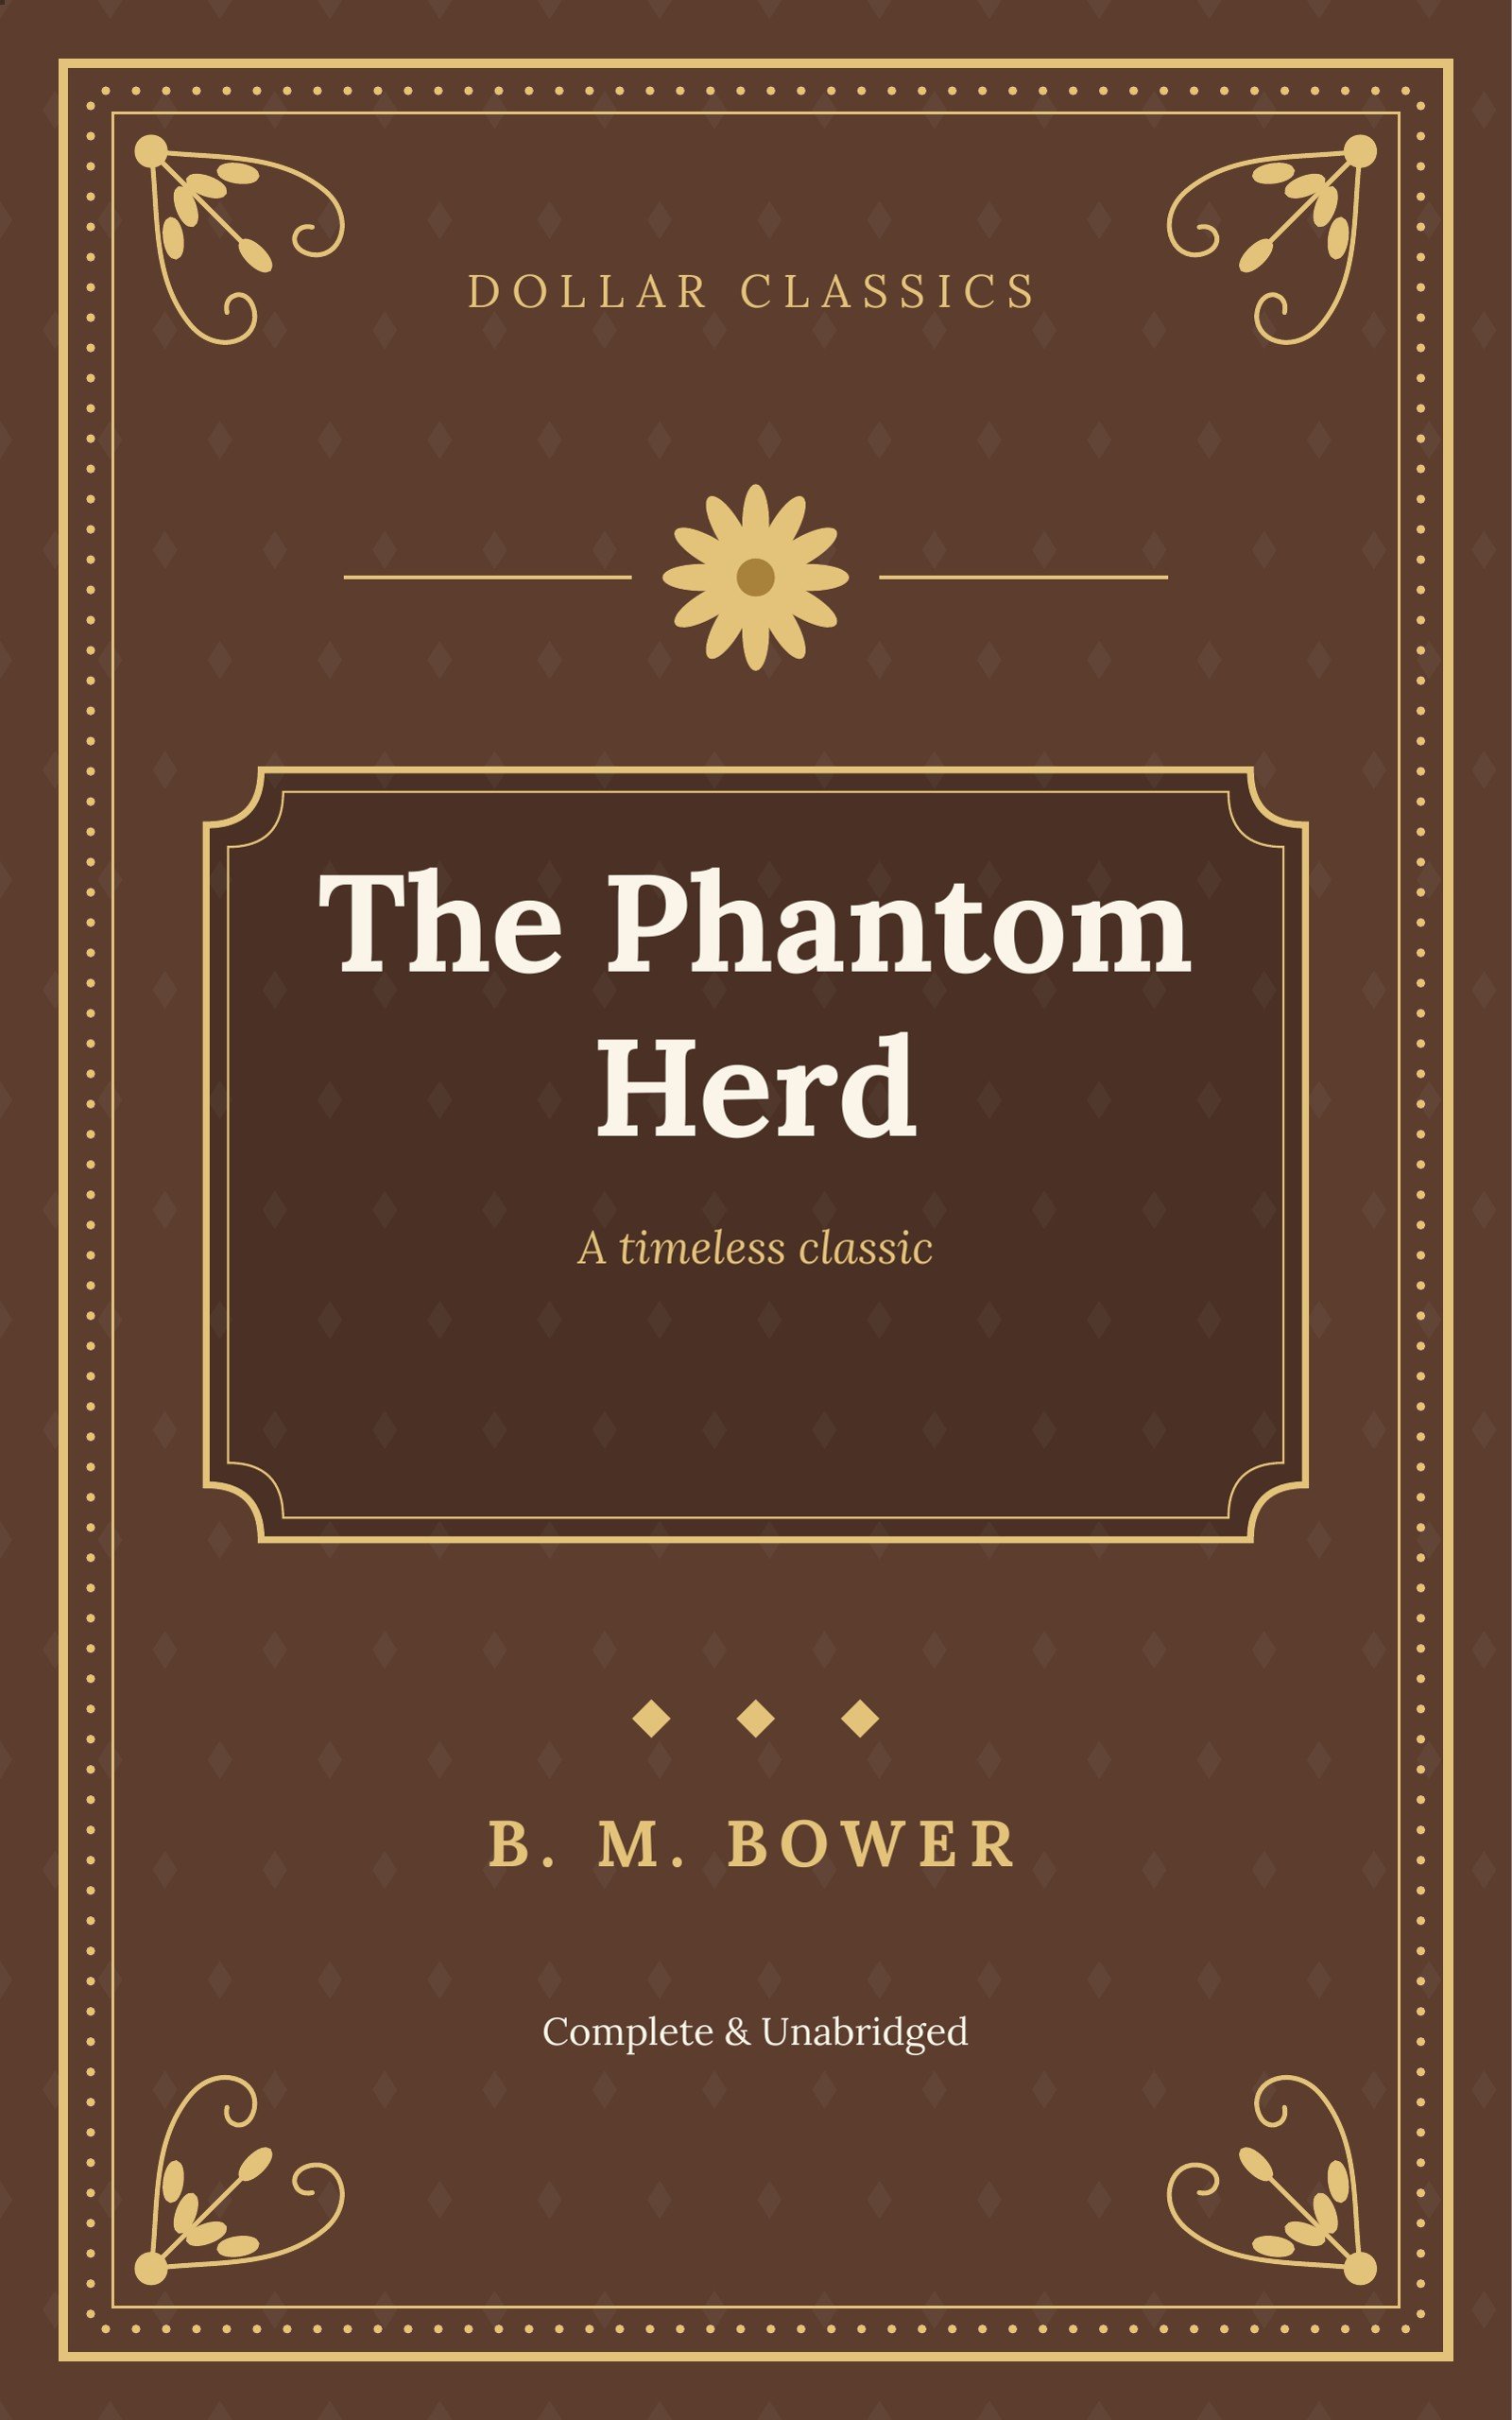 DOLLAR CLASSICS
The Phantom
Herd
A timeless classic
B. M. BOWER
Complete & Unabridged